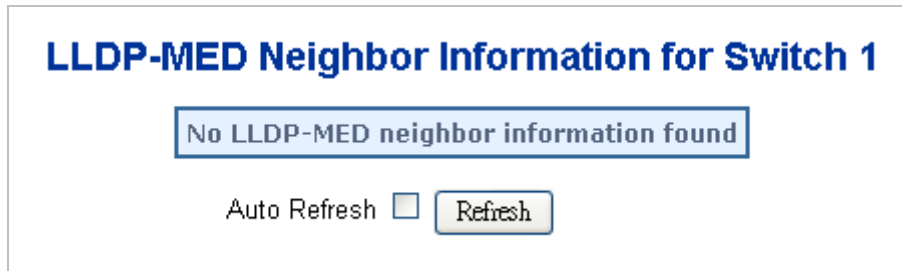 LLDP-MED Neighbor Information for Switch 1
No LLDP-MED neighbor information found
Auto Refresh Refresh